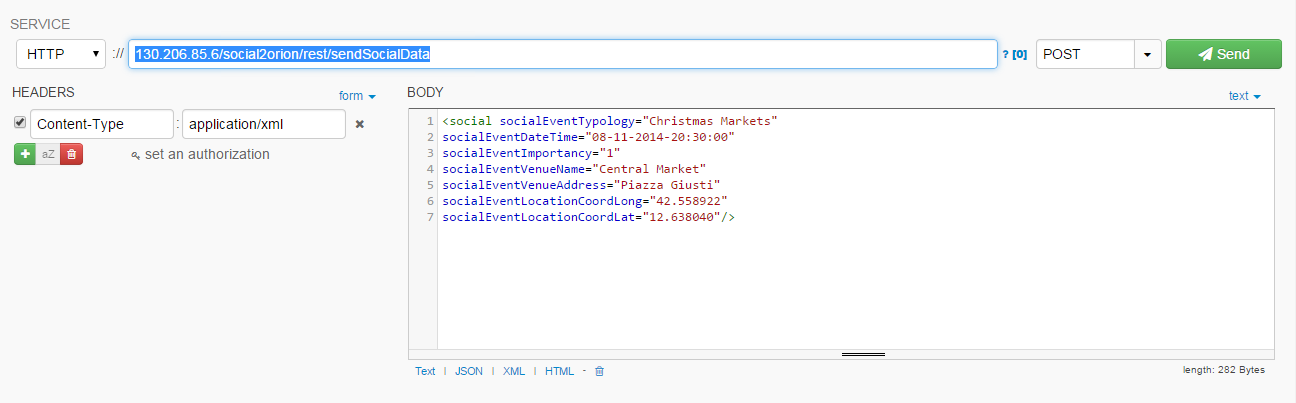 SERVICE
HTTP :// 130.206.85.6/social2orion/rest/sendSocialData ? [0] POST Send
HEADERS form
Content-Type : application/xml
aZ set an authorization
BODY text
1 <social socialEventTypology="Christmas Markets"
2 socialEventDateTime="08-11-2014-20:30:00"
3 socialEventImportancy="1"
4 socialEventVenueName="Central Market"
5 socialEventVenueAddress="Piazza Giusti"
6 socialEventLocationCoordLong="42.558922"
7 socialEventLocationCoordLat="12.638040"/>
Text | JSON | XML | HTML - length: 282 Bytes